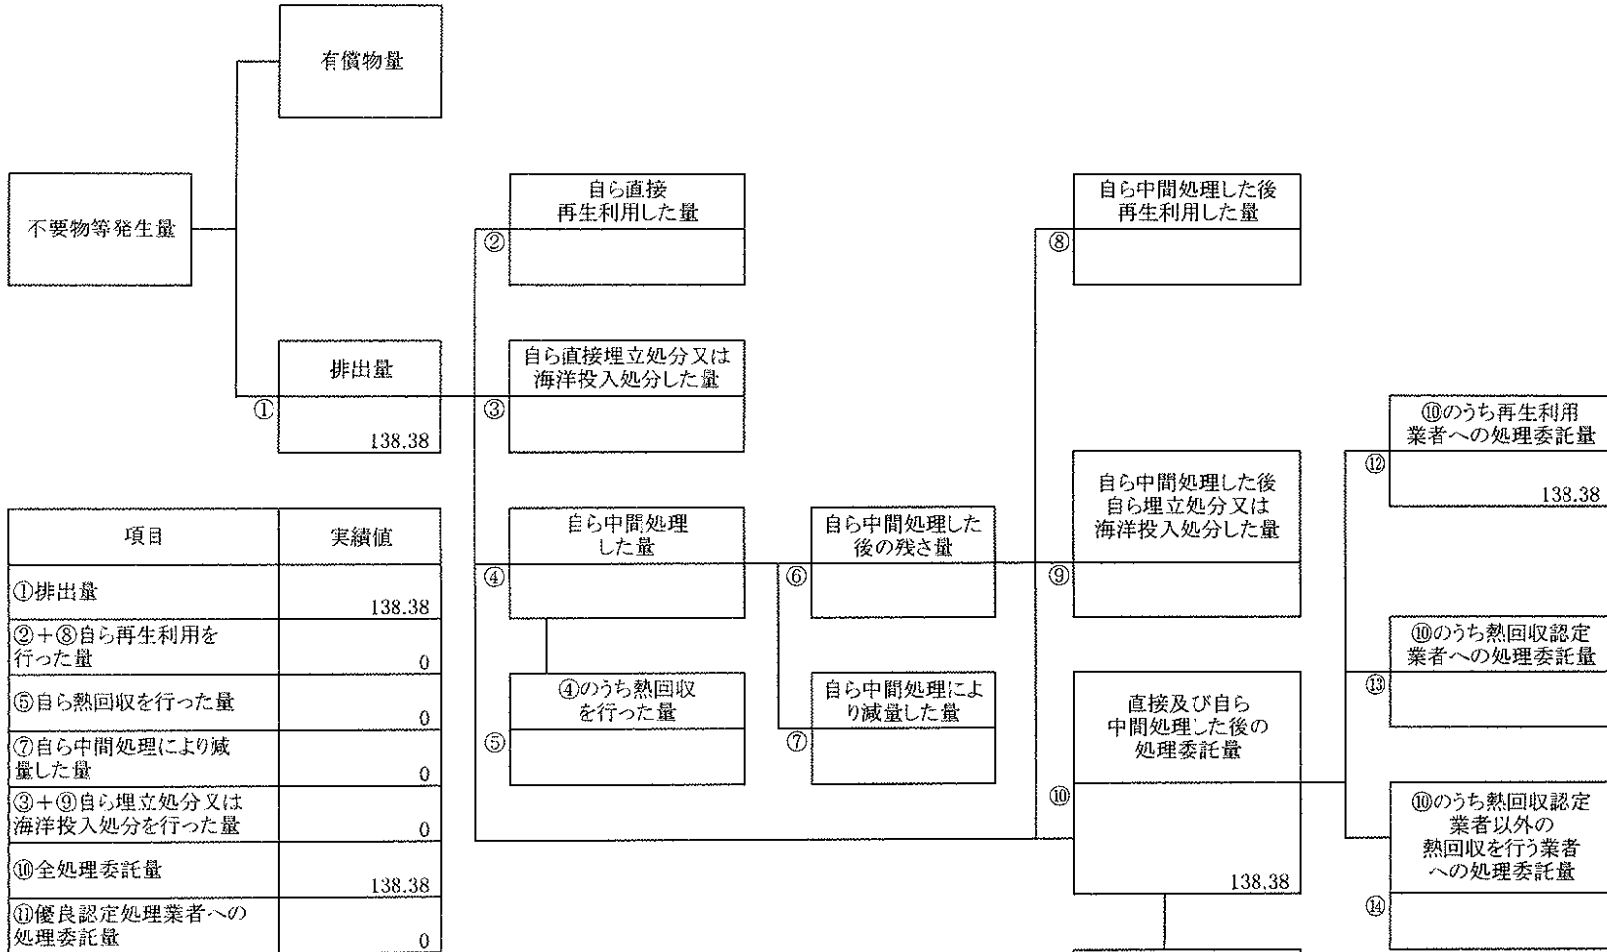 有償物量
不要物等発生量
自ら直接
再生利用した量
②
自ら中間処理した後
再生利用した量
⑧
排出量
①
138.38
自ら直接埋立処分又は
海洋投入処分した量
③
⑩のうち再生利用
業者への処理委託量
⑫
138.38
自ら中間処理
した量
④
自ら中間処理した
後の残さ量
⑥
自ら中間処理した後
自ら埋立処分又は
海洋投入処分した量
⑨
⑩のうち熱回収認定
業者への処理委託量
⑬
④のうち熱回収
を行った量
⑤
自ら中間処理によ
り減量した量
⑦
直接及び自ら
中間処理した後の
処理委託量
⑩
138.38
⑩のうち熱回収認定
業者以外の
熱回収を行う業者
への処理委託量
⑭
項目 実績値
①排出量
138.38
②+⑧自ら再生利用を
行った量
0
⑤自ら熱回収を行った量
0
⑦自ら中間処理により減
量した量
0
③+⑨自ら埋立処分又は
海洋投入処分を行った量
0
⑩全処理委託量
138.38
⑪優良認定処理業者への
処理委託量
0